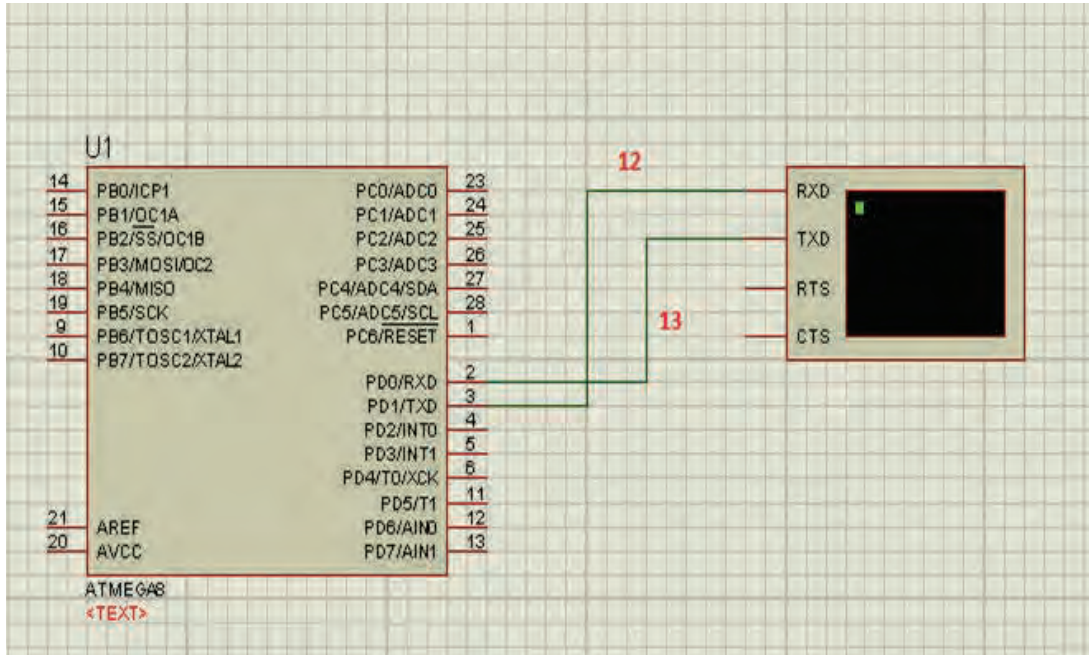 U1
12
14 PB0/ICP1
15 PB1/OC1A
16 PB2/SS/OC1B
17 PB3/MOSI/OC2
18 PB4/MISO
19 PB5/SCK
9 PB6/TOSC1/XTAL1
10 PB7/TOSC2/XTAL2
21 AREF
20 AVCC
PC0/ADC0 23
PC1/ADC1 24
PC2/ADC2 25
PC3/ADC3 26
PC4/ADC4/SDA 27
PC5/ADC5/SCL 28
PC6/RESET 1
PD0/RXD 2
PD1/TXD 3
PD2/INT0 4
PD3/INT1 5
PD4/T0/XCK 6
PD5/T1 11
PD6/AIN0 12
PD7/AIN1 13
ATMEGA8
<TEXT>
13
RXD
TXD
RTS
CTS